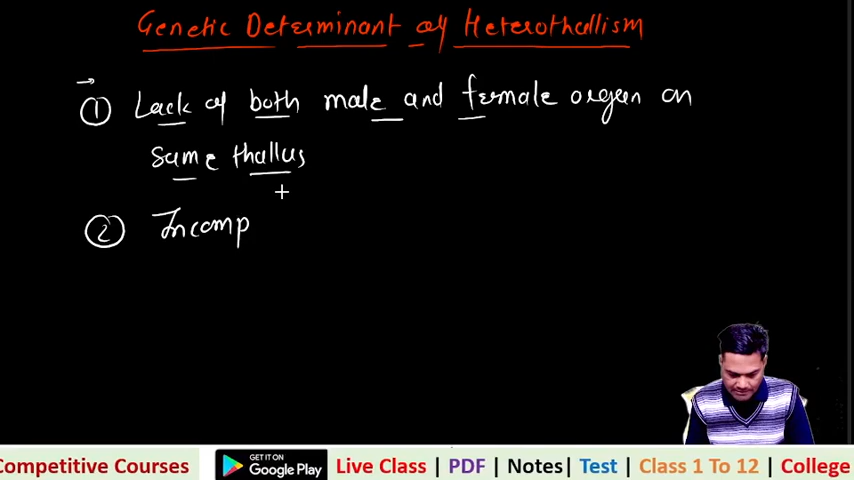 Genetic Determinant of Heterothallism
① Lack of both male and female organ on
same thallus
② Incomp
Competitive Courses
GET IT ON
Google Play
Live Class | PDF | Notes| Test | Class 1 To 12 | College